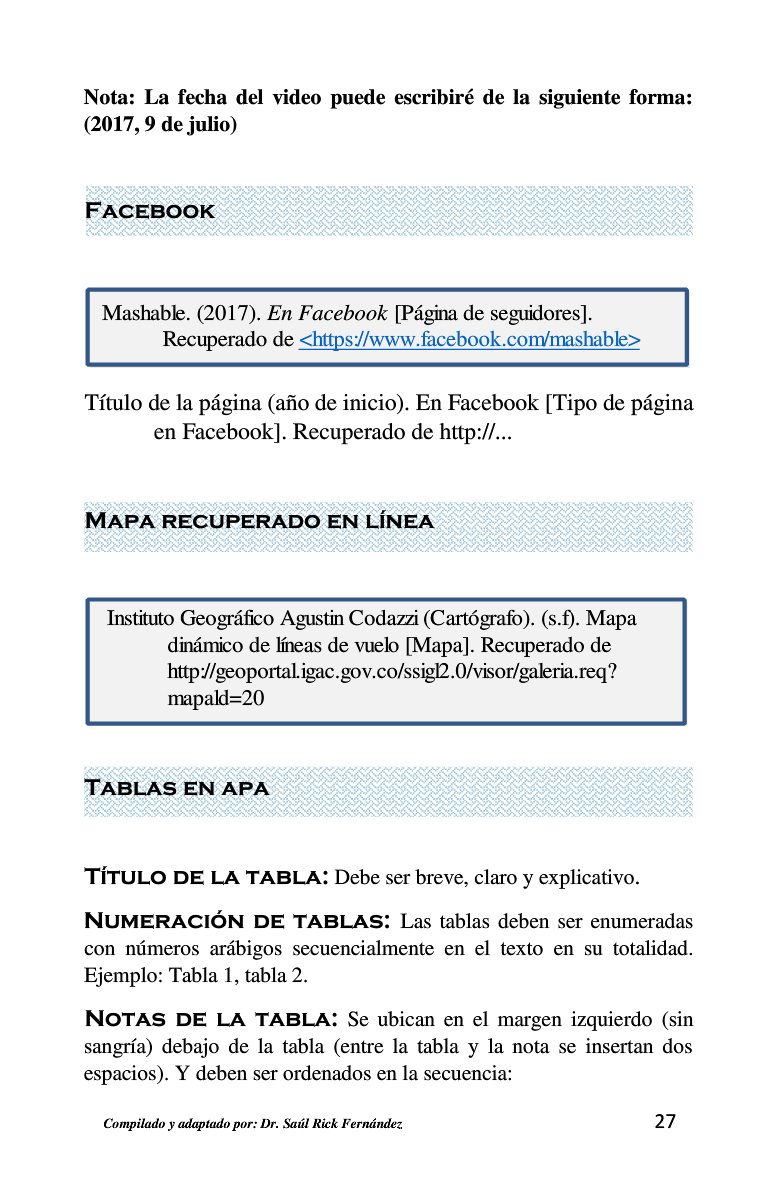 Nota: La fecha del video puede escribiré de la siguiente forma:
(2017, 9 de julio)
Facebook
Mashable. (2017). En Facebook [Página de seguidores].
Recuperado de <https://www.facebook.com/mashable>
Título de la página (año de inicio). En Facebook [Tipo de página
en Facebook]. Recuperado de http://...
Mapa recuperado en línea
Instituto Geográfico Agustin Codazzi (Cartógrafo). (s.f). Mapa
dinámico de líneas de vuelo [Mapa]. Recuperado de
http://geoportal.igac.gov.co/ssigl2.0/visor/galeria.req?
mapald=20
Tablas en apa
Título de la tabla: Debe ser breve, claro y explicativo.
Numeración de tablas: Las tablas deben ser enumeradas
con números arábigos secuencialmente en el texto en su totalidad.
Ejemplo: Tabla 1, tabla 2.
Notas de la tabla: Se ubican en el margen izquierdo (sin
sangría) debajo de la tabla (entre la tabla y la nota se insertan dos
espacios). Y deben ser ordenados en la secuencia:
Compilado y adaptado por: Dr. Saúl Rick Fernández 27